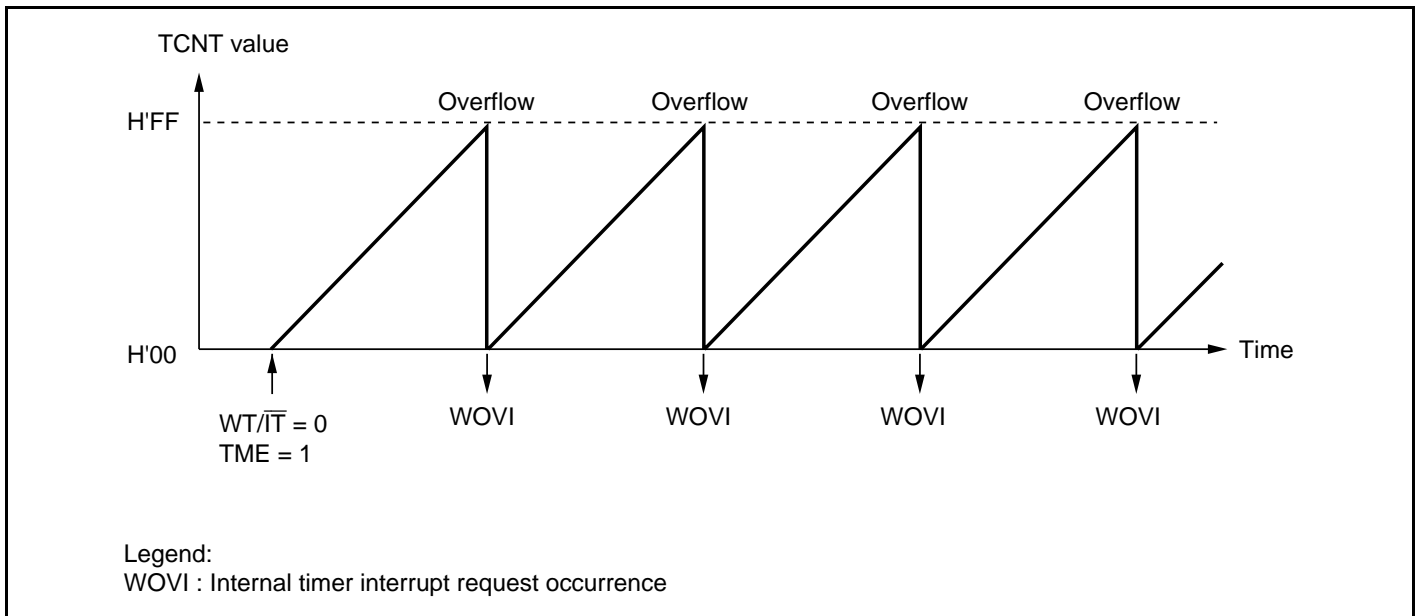 TCNT value
Overflow Overflow Overflow Overflow
H'FF
H'00
Time
WT/I̅T̅ = 0
TME = 1
WOVI WOVI WOVI WOVI
Legend:
WOVI : Internal timer interrupt request occurrence